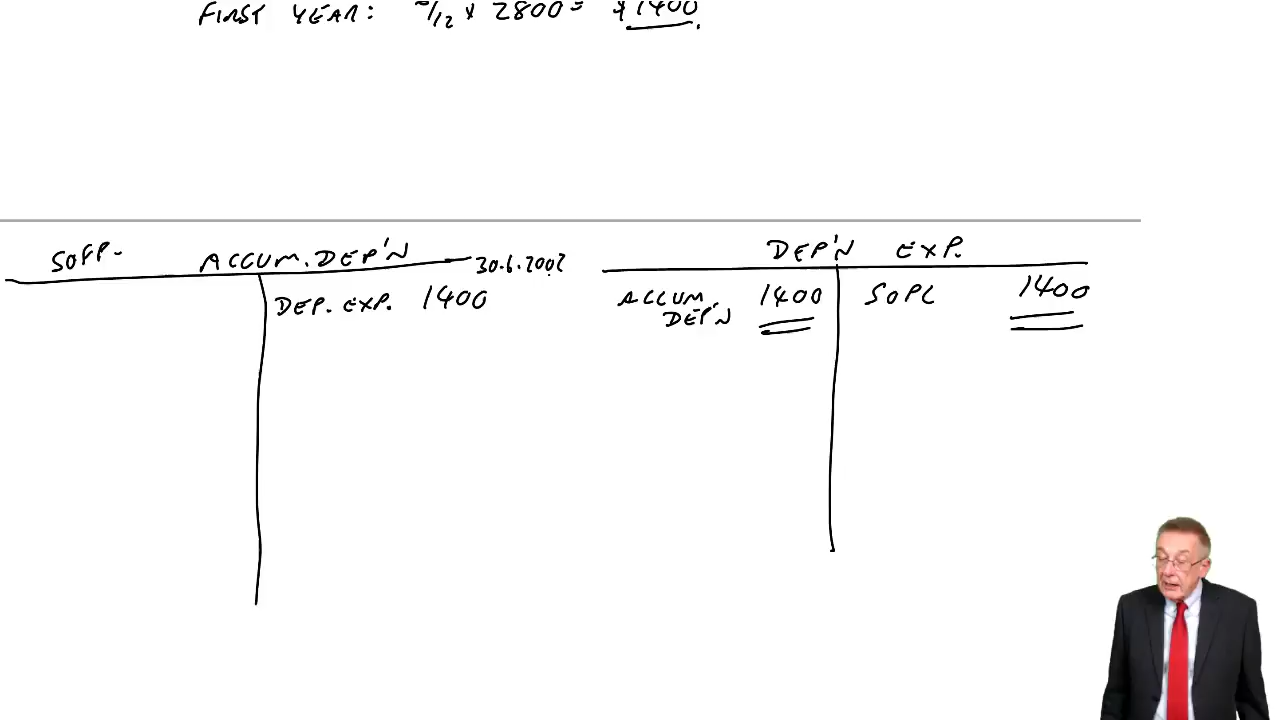 FIRST YEAR: /12 x 2800 = $1400
SOFP- ACCUM. DEP'N 30.6.2002
DEP. EXP. 1400
DEP'N EXP.
ACCUM. DEP'N 1400
SOPL 1400